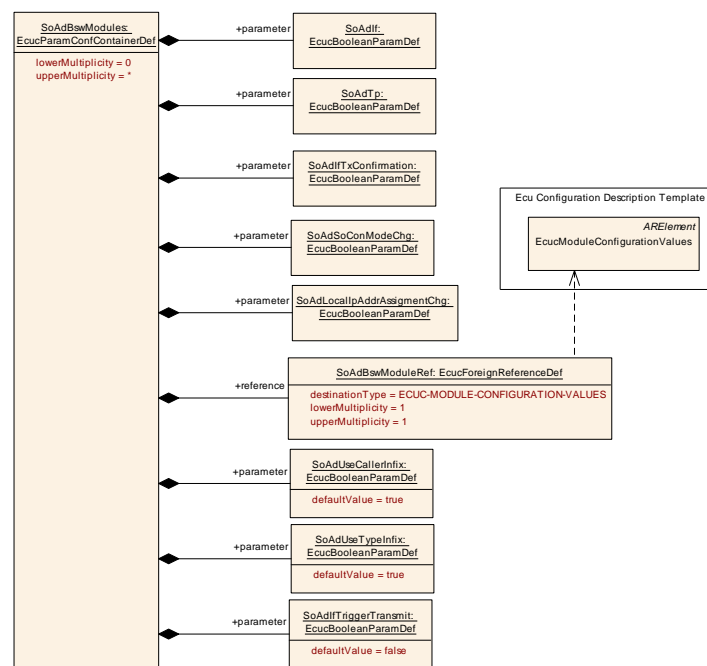 SoAdBswModules:
EcucParamConfContainerDef
lowerMultiplicity = 0
upperMultiplicity = *
+parameter
SoAdIf:
EcucBooleanParamDef
+parameter
SoAdTp:
EcucBooleanParamDef
+parameter
SoAdIfTxConfirmation:
EcucBooleanParamDef
Ecu Configuration Description Template
ARElement
EcucModuleConfigurationValues
+parameter
SoAdSoConModeChg:
EcucBooleanParamDef
+parameter
SoAdLocalIpAddrAssigmentChg:
EcucBooleanParamDef
+reference
SoAdBswModuleRef: EcucForeignReferenceDef
destinationType = ECUC-MODULE-CONFIGURATION-VALUES
lowerMultiplicity = 1
upperMultiplicity = 1
+parameter
SoAdUseCallerInfix:
EcucBooleanParamDef
defaultValue = true
+parameter
SoAdUseTypeInfix:
EcucBooleanParamDef
defaultValue = true
+parameter
SoAdIfTriggerTransmit:
EcucBooleanParamDef
defaultValue = false